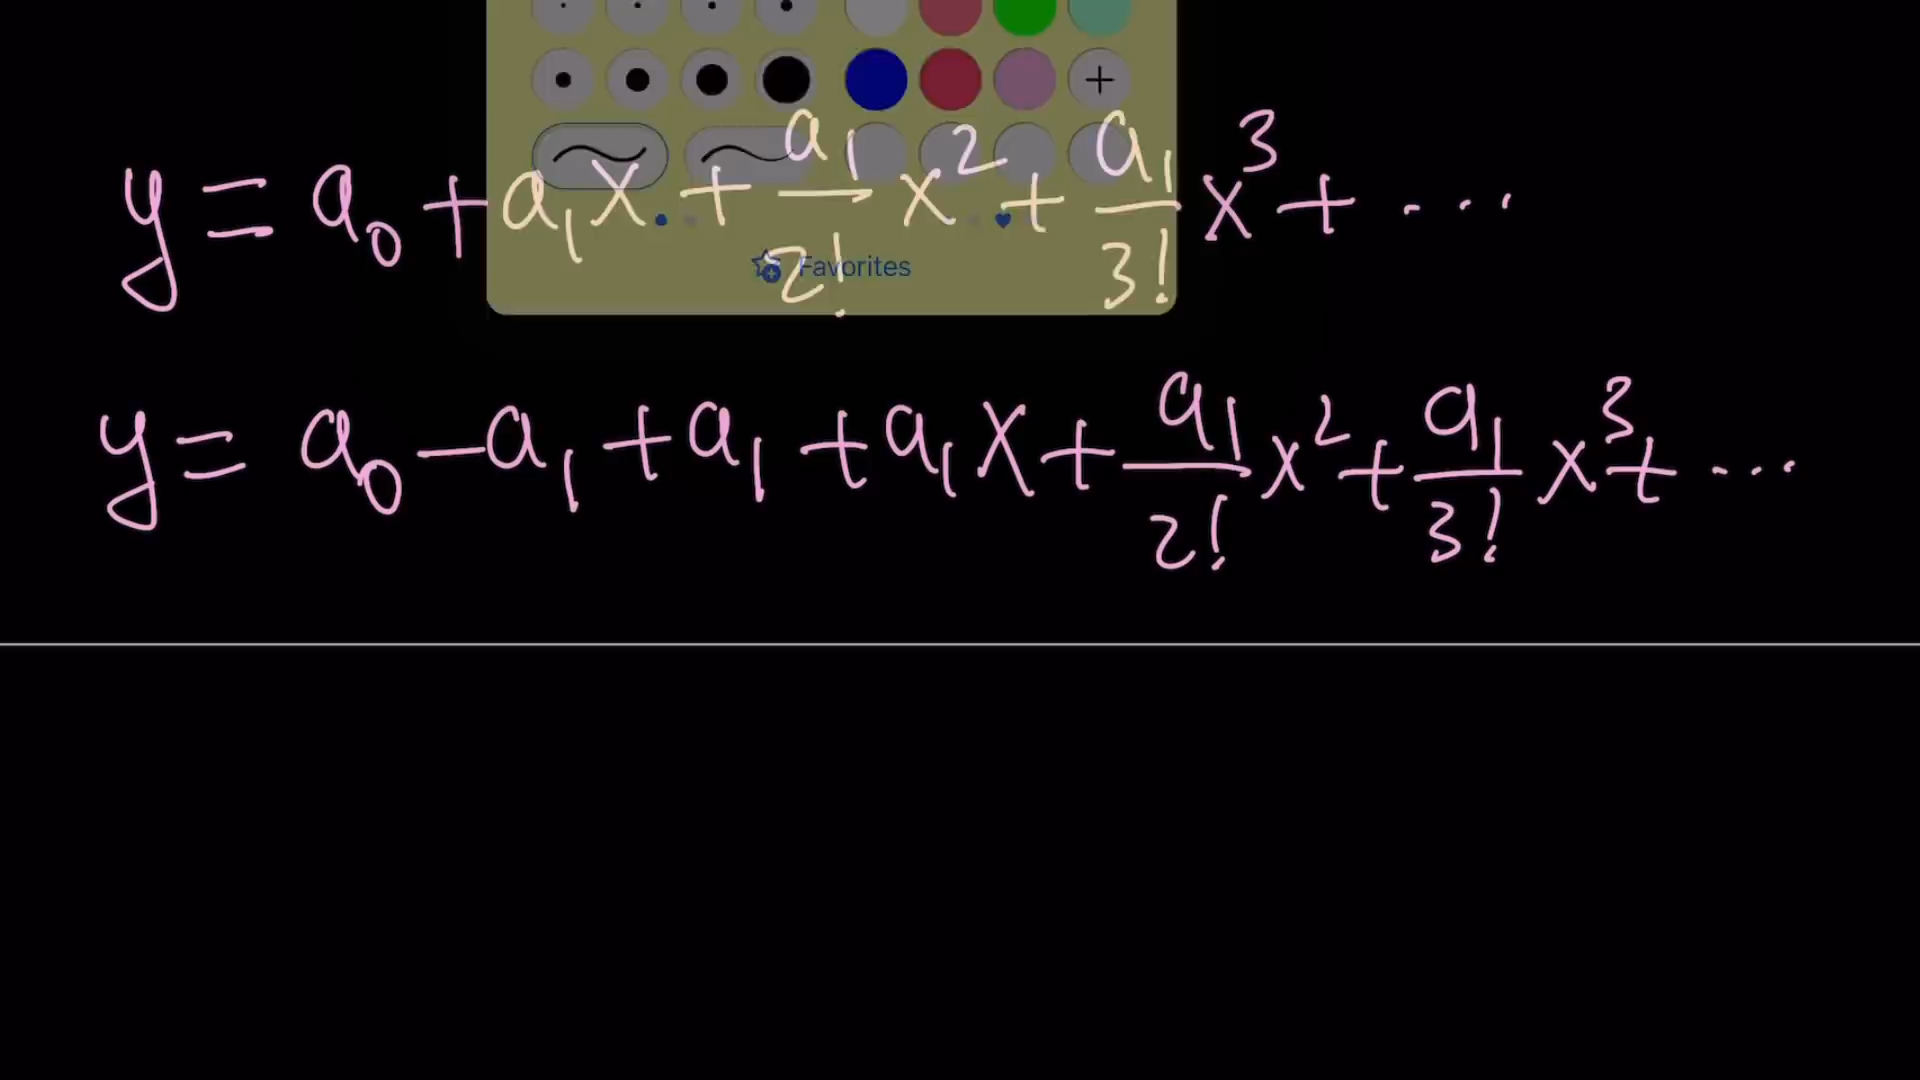 y = a₀ + a₁x + a₁/2! x² + a₁/3! x³ + ...
Favorites
y = a₀ - a₁ + a₁ + a₁x + a₁/2! x² + a₁/3! x³ + ...